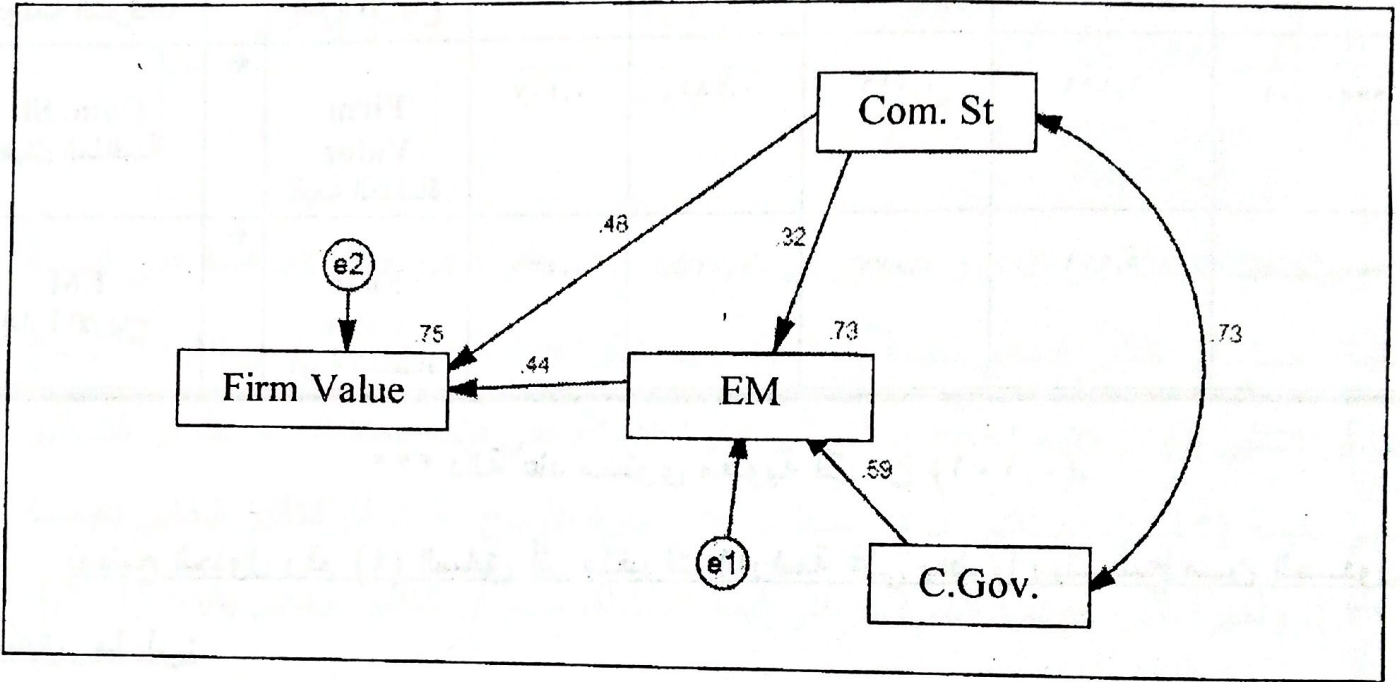 Com. St
.48
.32
e2
.75
.73
.73
Firm Value
.44
EM
.59
e1
C.Gov.